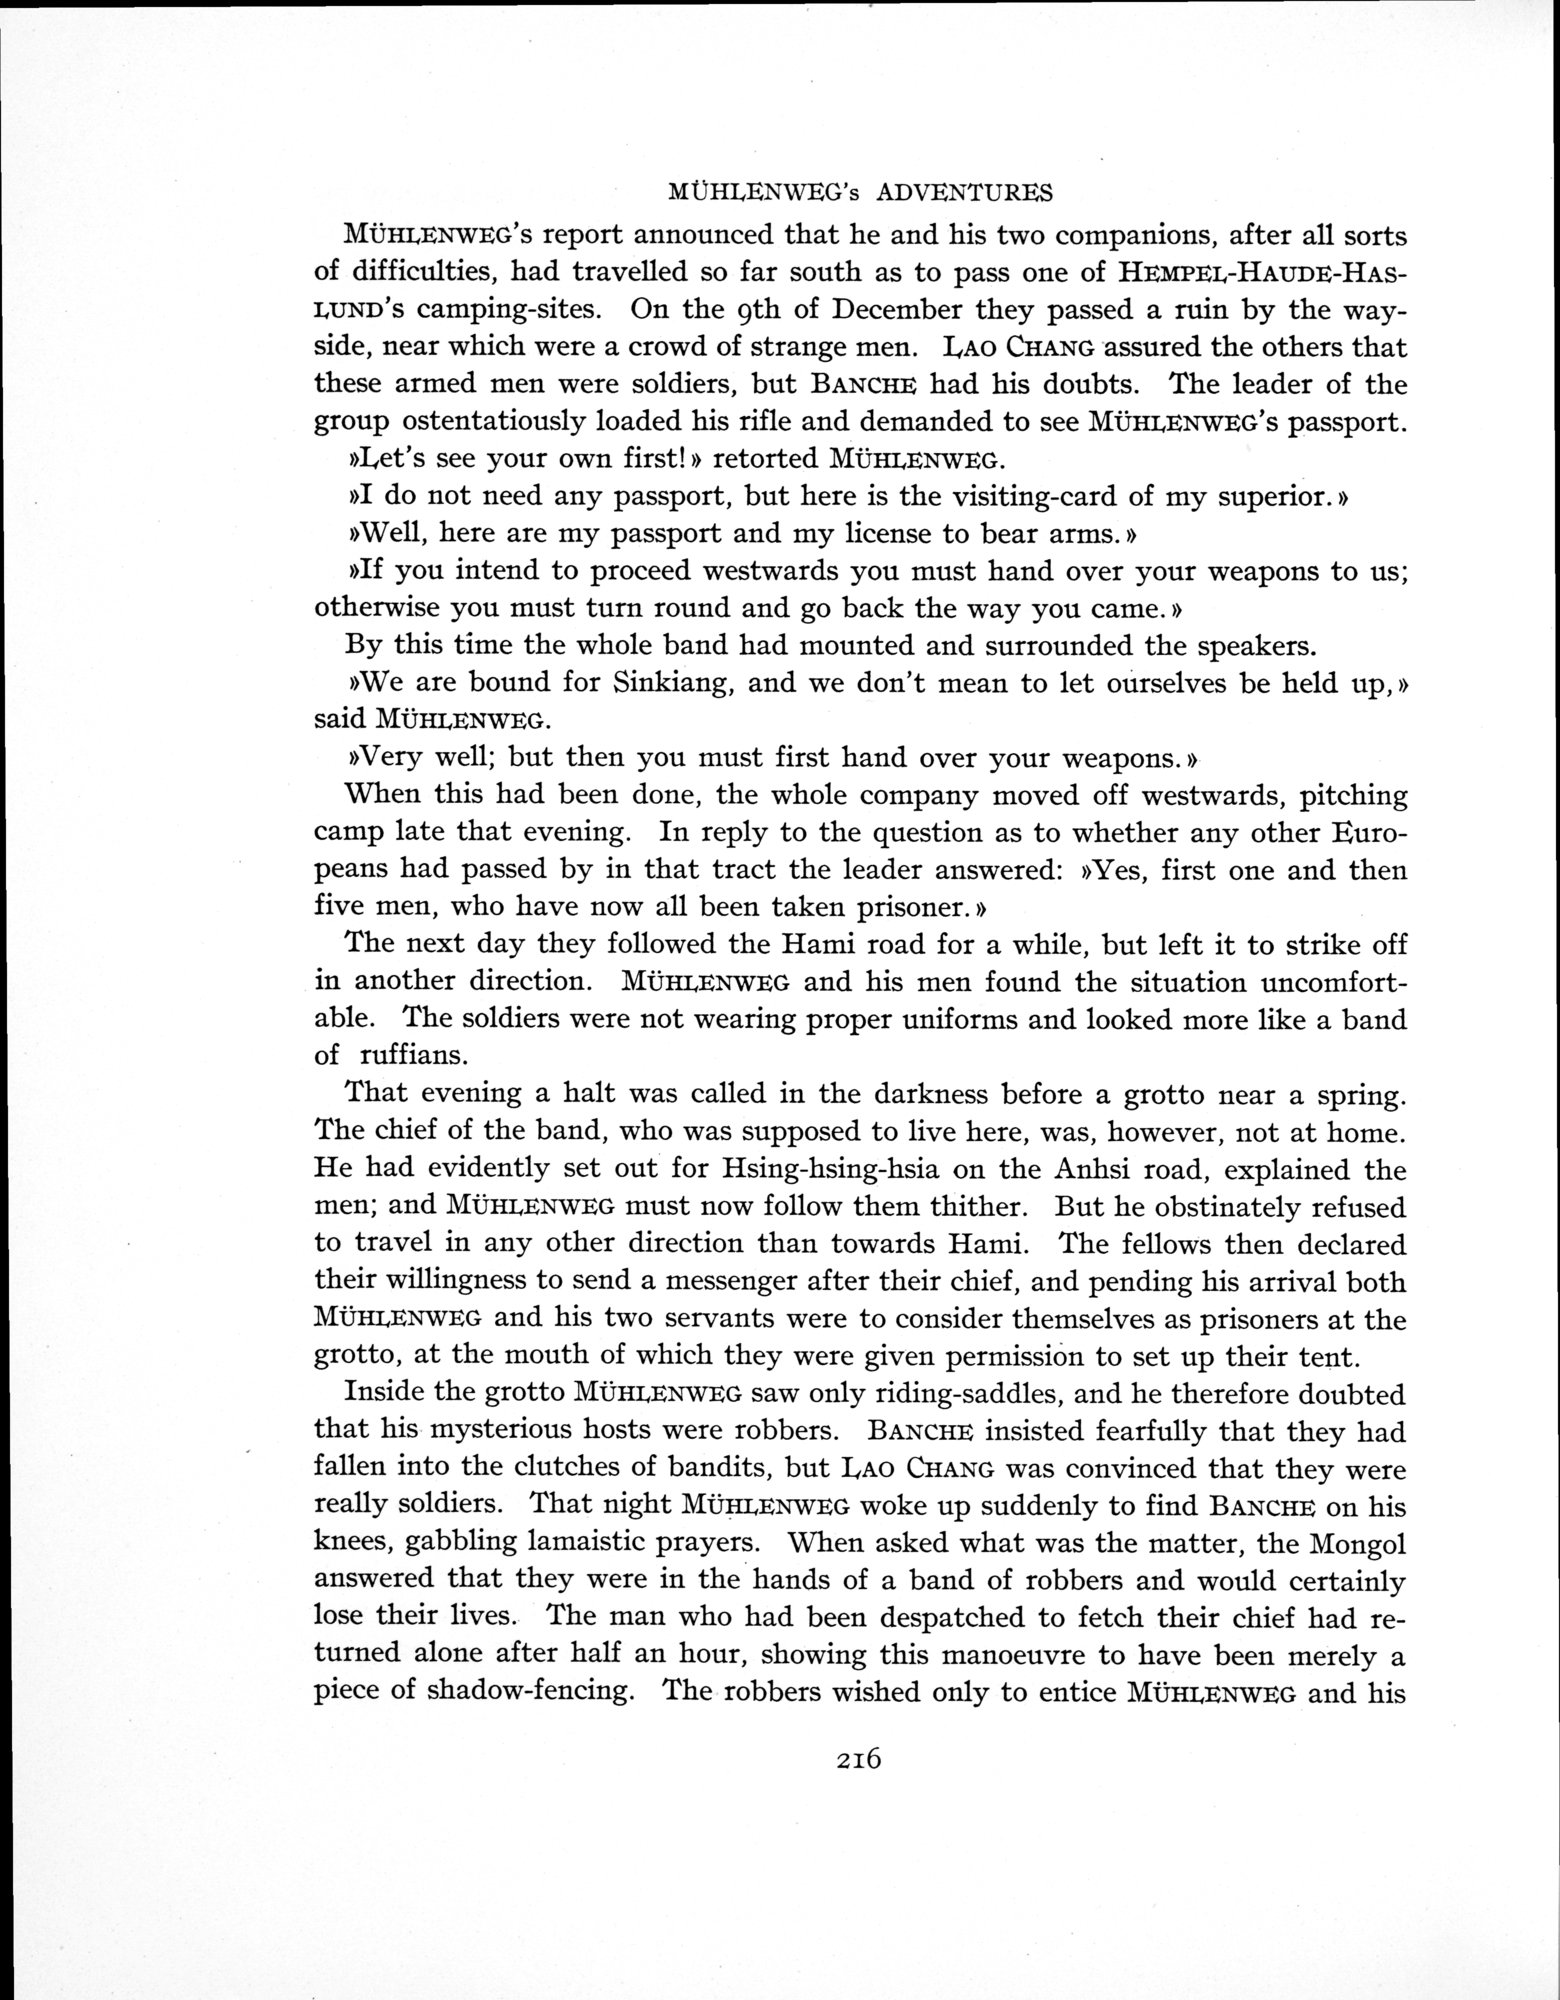 MÜHLENWEG's ADVENTURES
MÜHLENWEG's report announced that he and his two companions, after all sorts
of difficulties, had travelled so far south as to pass one of HEMPEL-HAUDE-HAS-
LUND's camping-sites. On the 9th of December they passed a ruin by the way-
side, near which were a crowd of strange men. LAO CHANG assured the others that
these armed men were soldiers, but BANCHE had his doubts. The leader of the
group ostentatiously loaded his rifle and demanded to see MÜHLENWEG's passport.
»Let's see your own first!» retorted MÜHLENWEG.
»I do not need any passport, but here is the visiting-card of my superior.»
»Well, here are my passport and my license to bear arms.»
»If you intend to proceed westwards you must hand over your weapons to us;
otherwise you must turn round and go back the way you came.»
By this time the whole band had mounted and surrounded the speakers.
»We are bound for Sinkiang, and we don't mean to let ourselves be held up,»
said MÜHLENWEG.
»Very well; but then you must first hand over your weapons.»
When this had been done, the whole company moved off westwards, pitching
camp late that evening. In reply to the question as to whether any other Euro-
peans had passed by in that tract the leader answered: »Yes, first one and then
five men, who have now all been taken prisoner.»
The next day they followed the Hami road for a while, but left it to strike off
in another direction. MÜHLENWEG and his men found the situation uncomfort-
able. The soldiers were not wearing proper uniforms and looked more like a band
of ruffians.
That evening a halt was called in the darkness before a grotto near a spring.
The chief of the band, who was supposed to live here, was, however, not at home.
He had evidently set out for Hsing-hsing-hsia on the Anhsi road, explained the
men; and MÜHLENWEG must now follow them thither. But he obstinately refused
to travel in any other direction than towards Hami. The fellows then declared
their willingness to send a messenger after their chief, and pending his arrival both
MÜHLENWEG and his two servants were to consider themselves as prisoners at the
grotto, at the mouth of which they were given permission to set up their tent.
Inside the grotto MÜHLENWEG saw only riding-saddles, and he therefore doubted
that his mysterious hosts were robbers. BANCHE insisted fearfully that they had
fallen into the clutches of bandits, but LAO CHANG was convinced that they were
really soldiers. That night MÜHLENWEG woke up suddenly to find BANCHE on his
knees, gabbling lamaistic prayers. When asked what was the matter, the Mongol
answered that they were in the hands of a band of robbers and would certainly
lose their lives. The man who had been despatched to fetch their chief had re-
turned alone after half an hour, showing this manoeuvre to have been merely a
piece of shadow-fencing. The robbers wished only to entice MÜHLENWEG and his
216